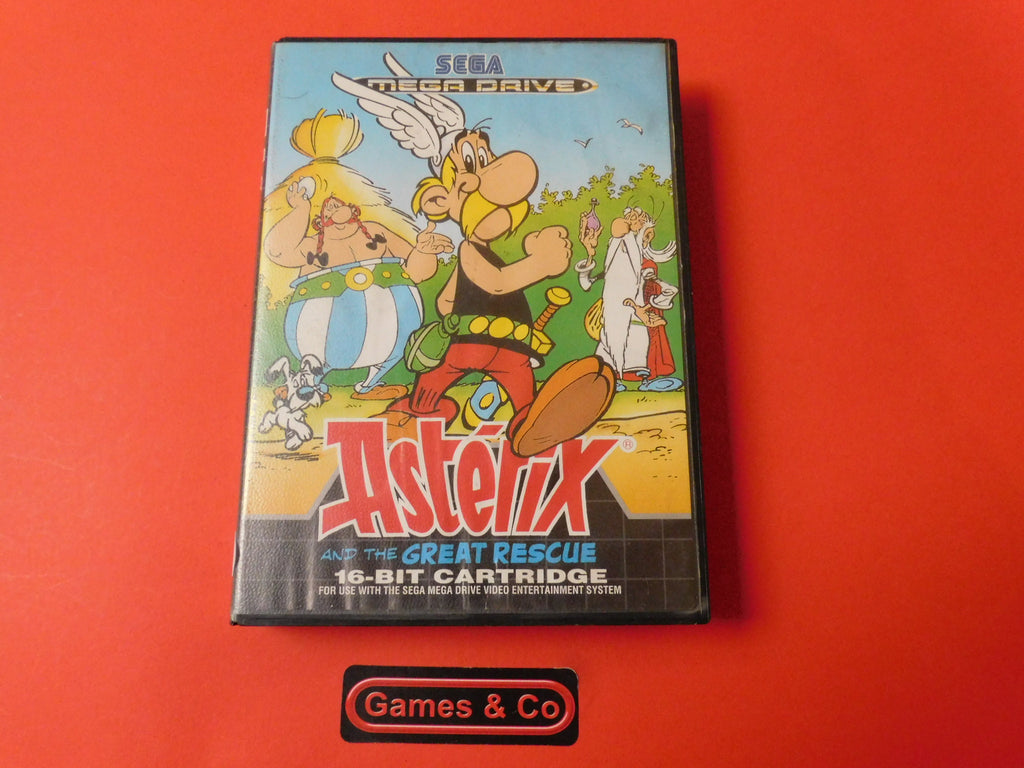 SEGA
MEGA DRIVE
Astérix®
AND THE GREAT RESCUE
16-BIT CARTRIDGE
FOR USE WITH THE SEGA MEGA DRIVE VIDEO ENTERTAINMENT SYSTEM
Games & Co